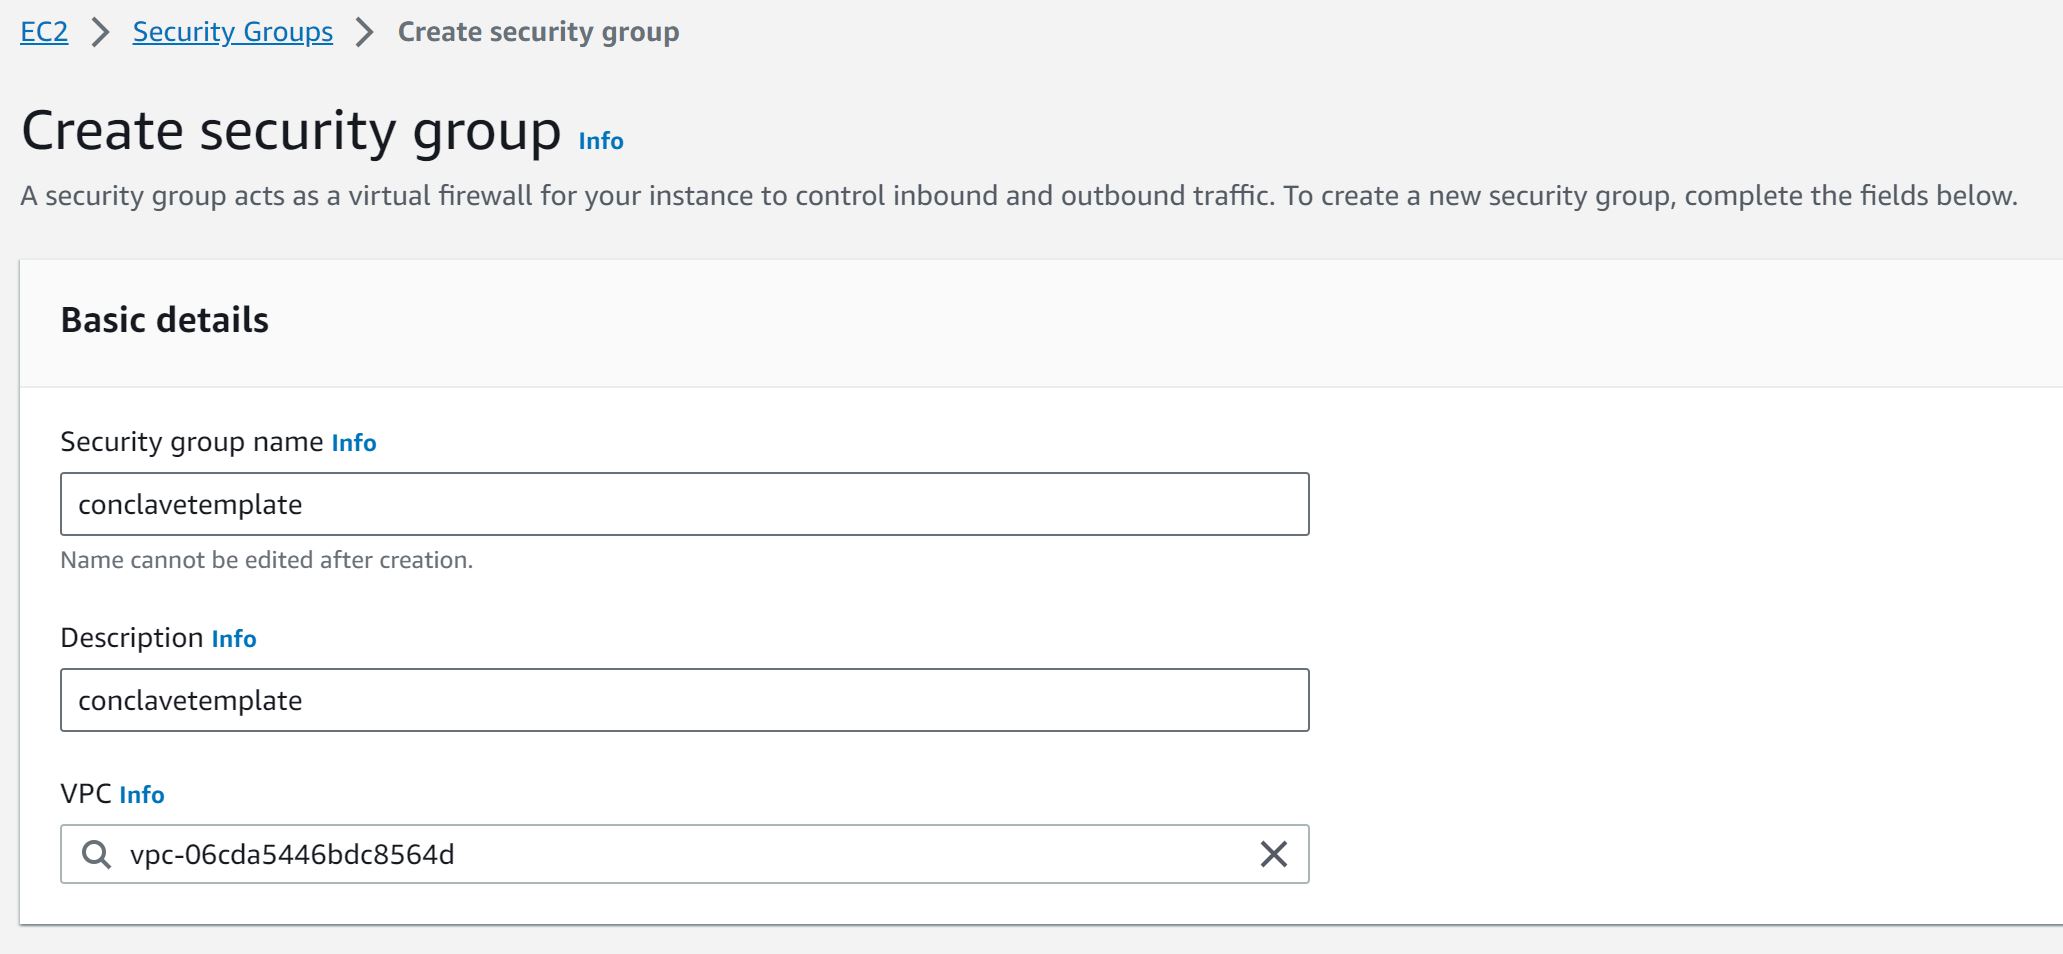 EC2 > Security Groups > Create security group
Create security group Info
A security group acts as a virtual firewall for your instance to control inbound and outbound traffic. To create a new security group, complete the fields below.
Basic details
Security group name Info
conclavetemplate
Name cannot be edited after creation.
Description Info
conclavetemplate
VPC Info
vpc-06cda5446bdc8564d